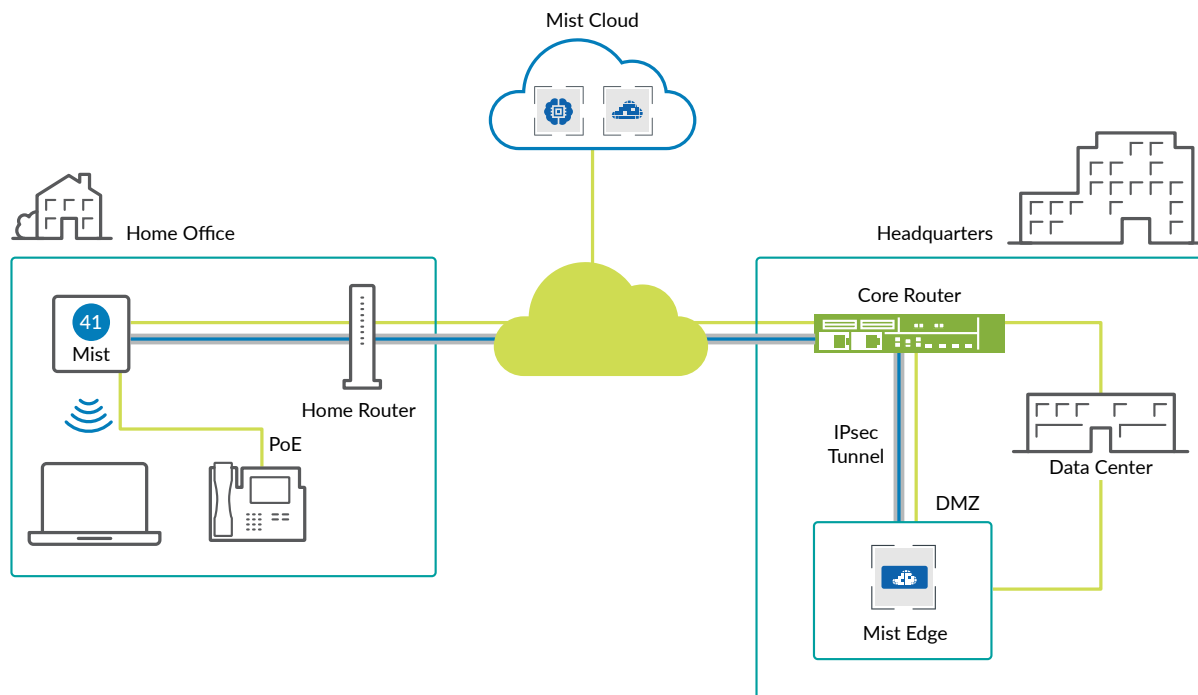 Mist Cloud
Home Office
Headquarters
41
Mist
Home Router
Core Router
PoE
IPsec
Tunnel
Data Center
DMZ
Mist Edge